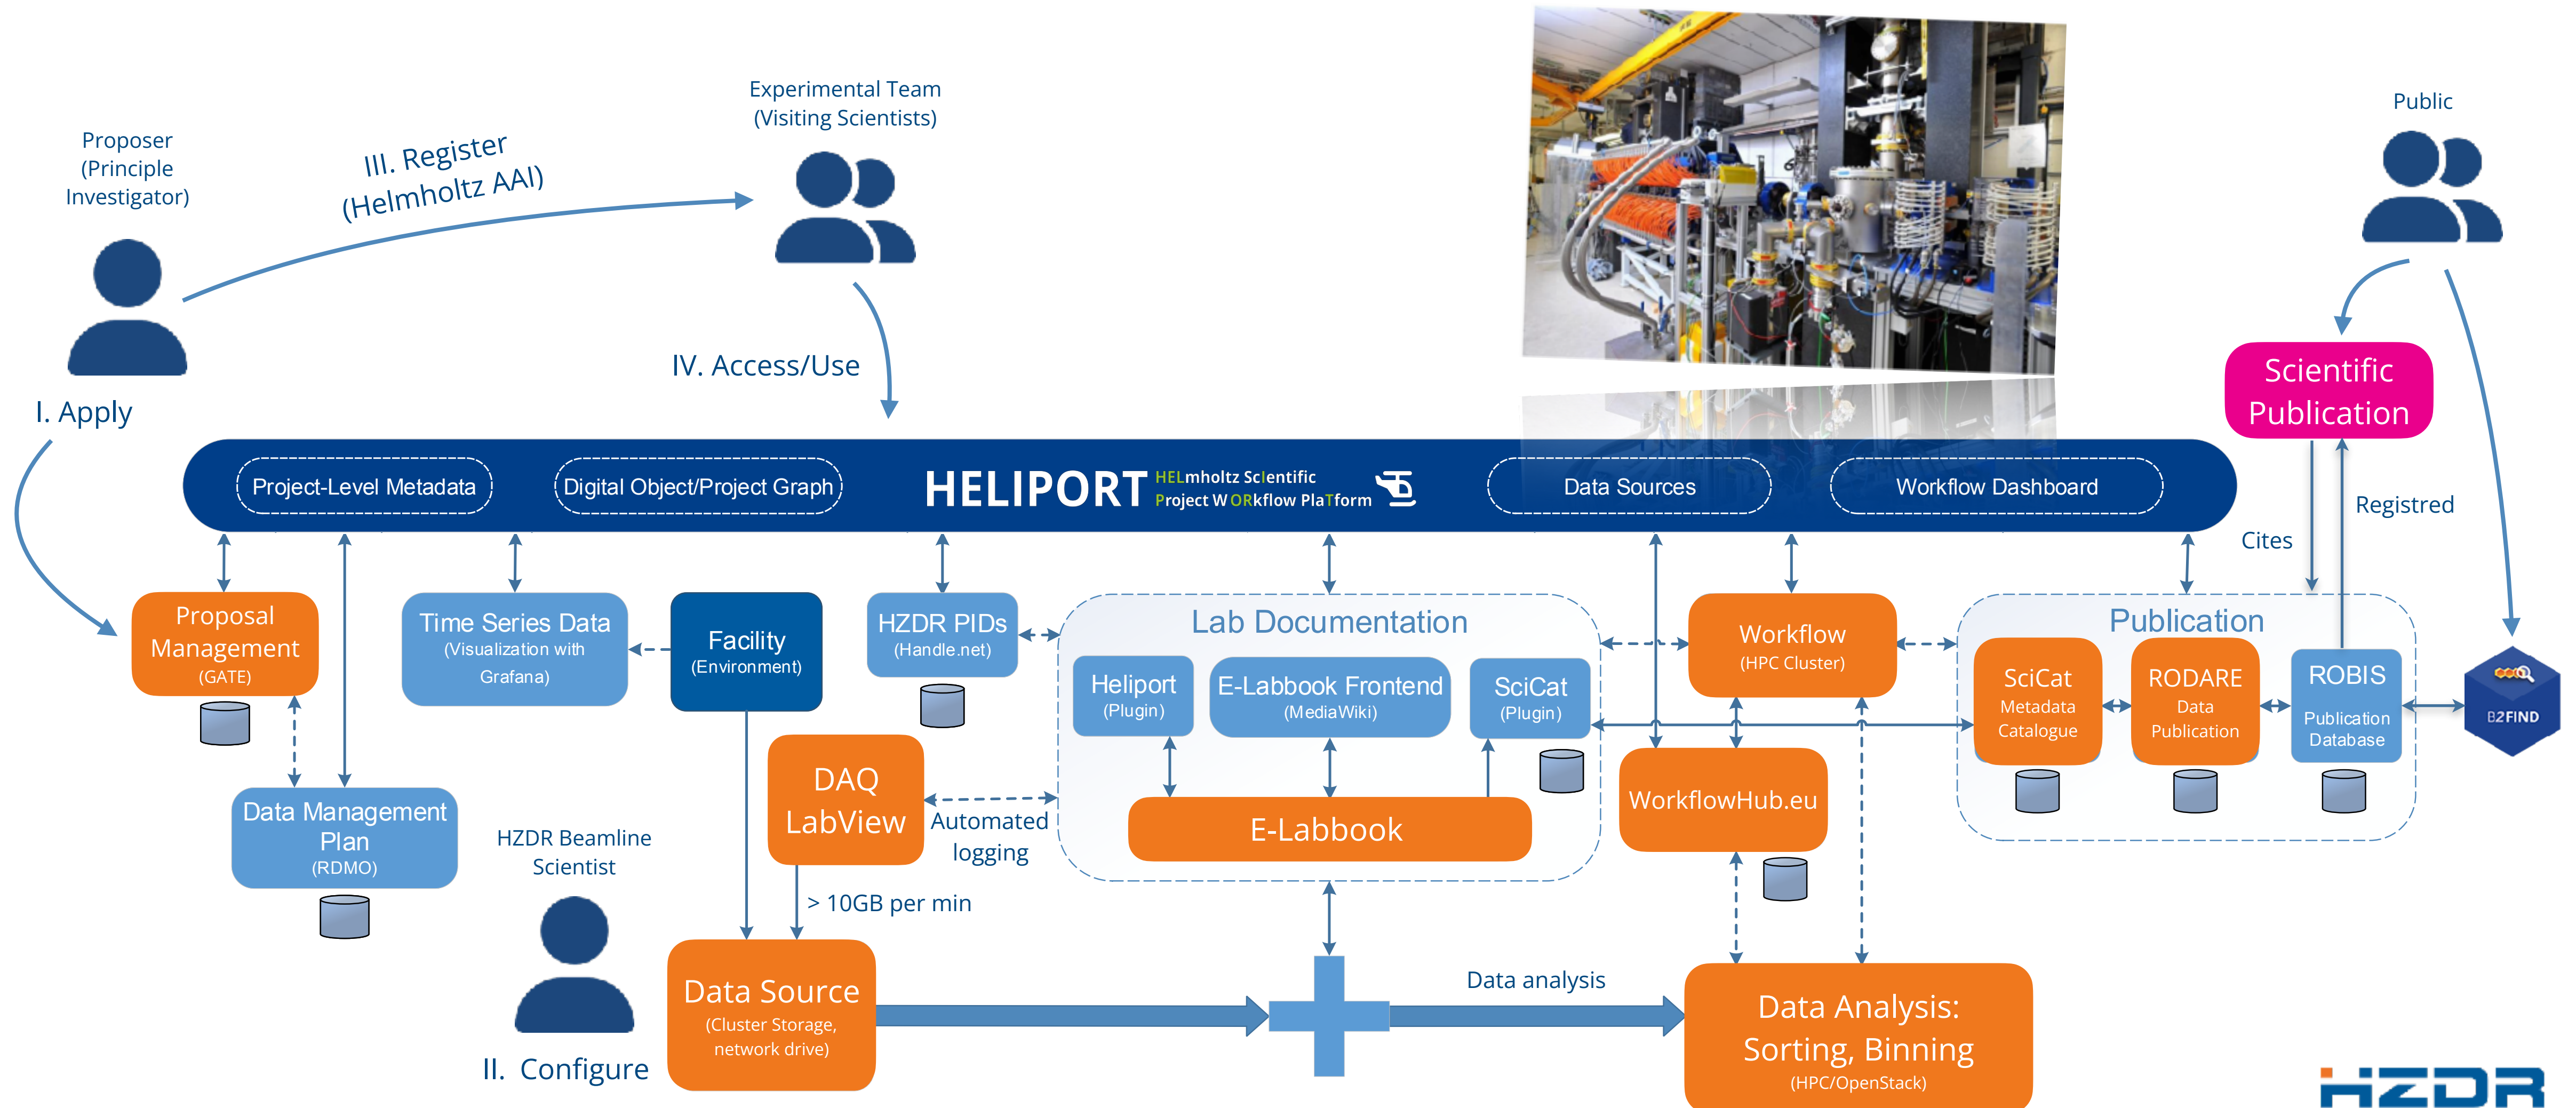 Proposer
(Principle
Investigator)
III. Register
(Helmholtz AAI)
Experimental Team
(Visiting Scientists)
Public
I. Apply
IV. Access/Use
Scientific
Publication
Project-Level Metadata
Digital Object/Project Graph
HELIPORT
HELmholtz ScIentific
Project WORkflow PlaTform
Data Sources
Workflow Dashboard
Registred
Cites
Proposal
Management
(GATE)
Time Series Data
(Visualization with
Grafana)
Facility
(Environment)
HZDR PIDs
(Handle.net)
Lab Documentation
Heliport
(Plugin)
E-Labbook Frontend
(MediaWiki)
SciCat
(Plugin)
E-Labbook
Workflow
(HPC Cluster)
WorkflowHub.eu
Publication
SciCat
Metadata
Catalogue
RODARE
Data
Publication
ROBIS
Publication
Database
B2FIND
Data Management
Plan
(RDMO)
DAQ
LabView
Automated
logging
> 10GB per min
HZDR Beamline
Scientist
II. Configure
Data Source
(Cluster Storage,
network drive)
Data analysis
Data Analysis:
Sorting, Binning
(HPC/OpenStack)
HZDR